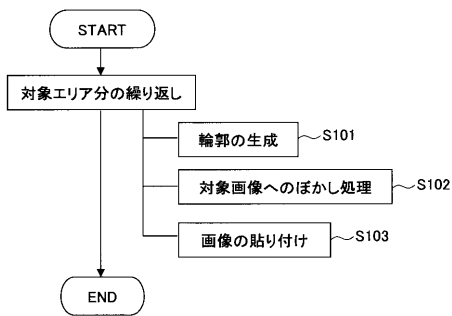 START
対象エリア分の繰り返し
輪郭の生成
S101
対象画像へのぼかし処理
S102
画像の貼り付け
S103
END